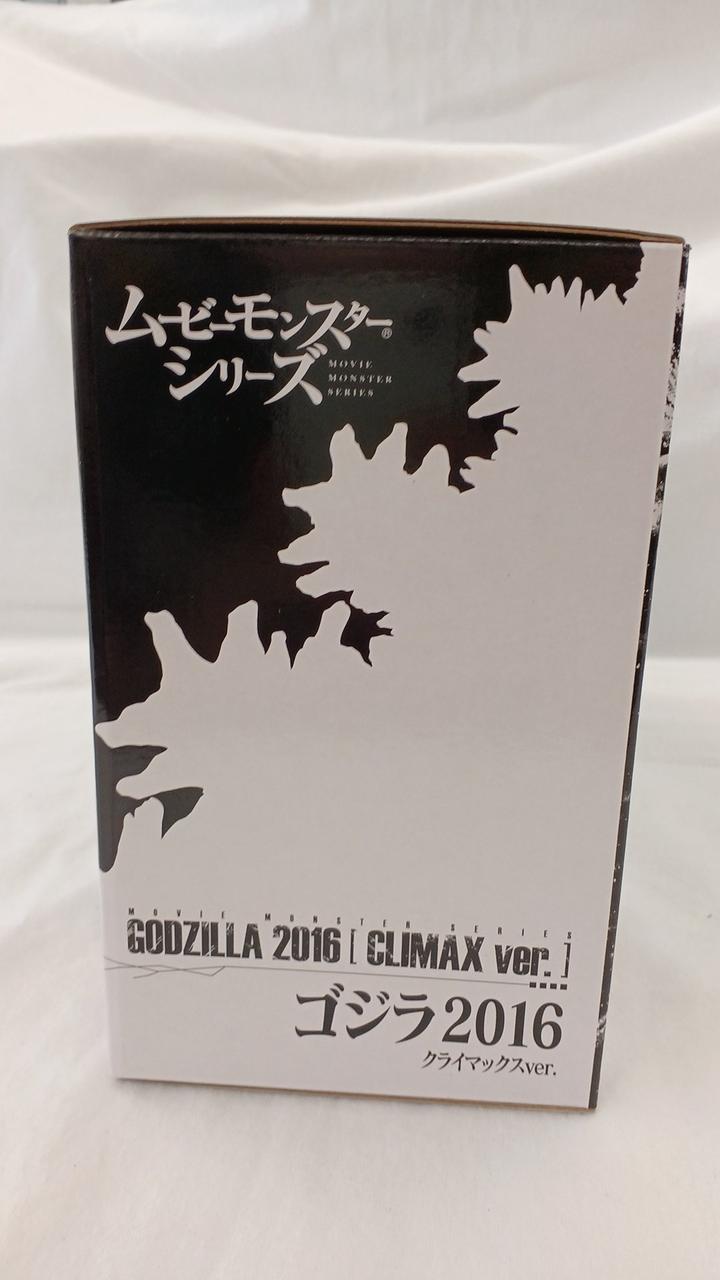 ムービーモンスター®
シリーズ
MOVIE
MONSTER
SERIES
MOVIE MONSTER SERIES
GODZILLA 2016 [ CLIMAX ver. ]
ゴジラ2016
クライマックスver.